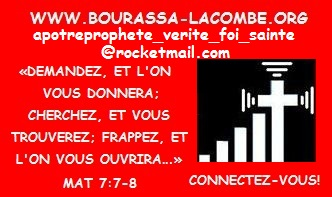 WWW.BOURASSA-LACOMBE.ORG
apotreprophete_verite_foi_sainte
@rocketmail.com
«DEMANDEZ, ET L'ON
VOUS DONNERA;
CHERCHEZ, ET VOUS
TROUVEREZ; FRAPPEZ, ET
L'ON VOUS OUVRIRA...»
MAT 7:7-8
CONNECTEZ-VOUS!